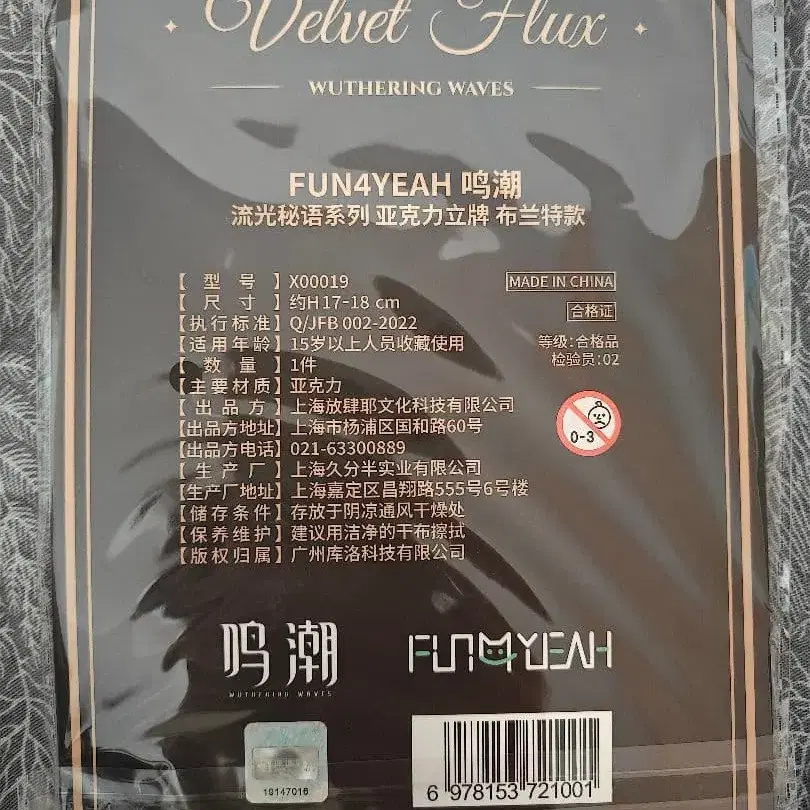 Velvet Flux
WUTHERING WAVES
FUN4YEAH 鸣潮
流光秘语系列 亚克力立牌 布兰特款
【型号】X00019
【尺寸】约H17-18 cm
【执行标准】Q/JFB 002-2022
【适用年龄】15岁以上人员收藏使用
【数量】1件
【主要材质】亚克力
【出品方】上海放肆耶文化科技有限公司
【出品方地址】上海市杨浦区国和路60号
【出品方电话】021-63300889
【生产厂】上海久分半实业有限公司
【生产厂地址】上海嘉定区昌翔路555号6号楼
【储存条件】存放于阴凉通风干燥处
【保养维护】建议用洁净的干布擦拭
【版权归属】广州库洛科技有限公司
MADE IN CHINA
合格证
等级:合格品
检验员:02
0-3
鸣潮
WUTHERING WAVES
FUN4YEAH
19147016
6 978153 721001